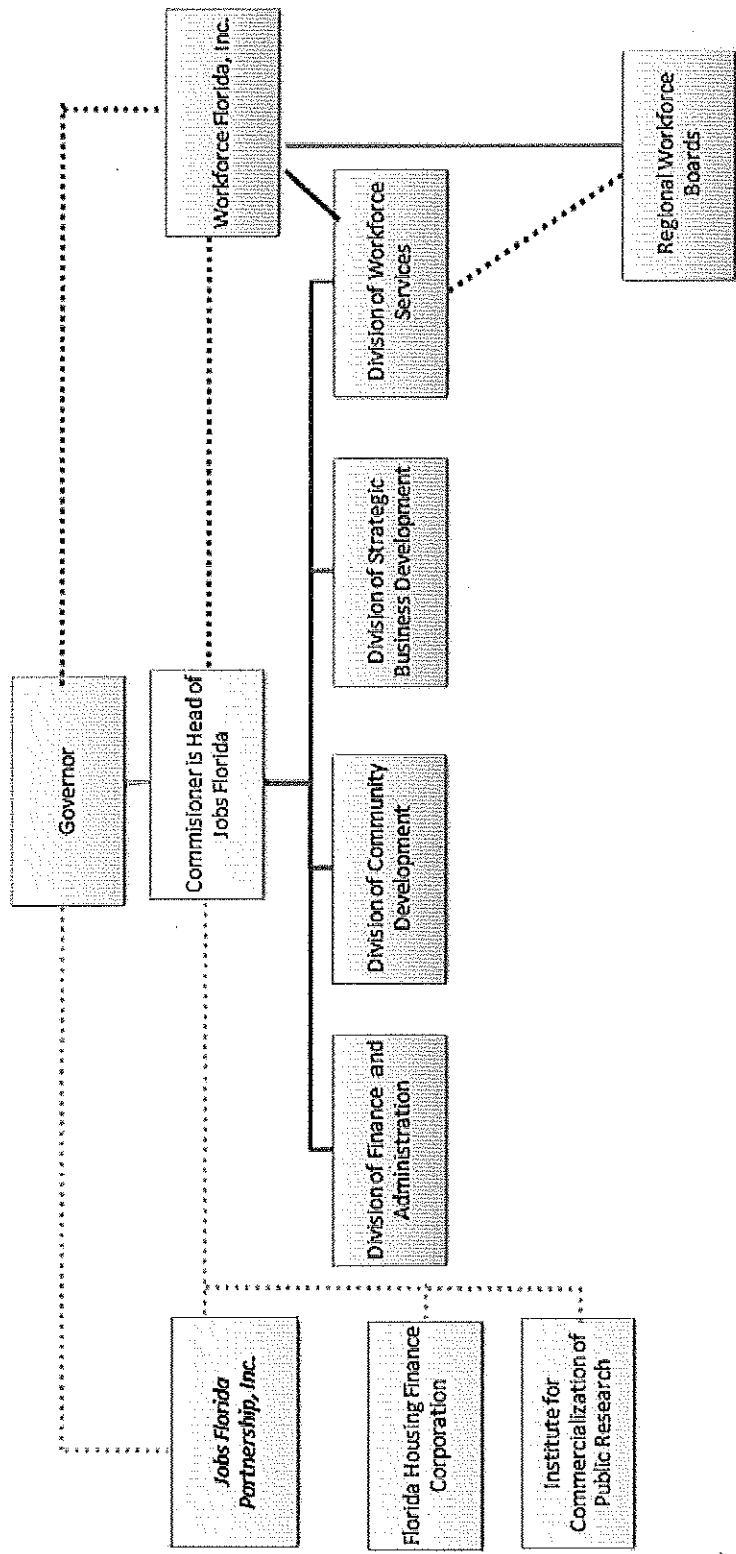 Governor
Commisioner is Head of
Jobs Florida
Jobs Florida
Partnership, Inc.
Workforce Florida, Inc.
Florida Housing Finance
Corporation
Division of Finance and
Administration
Division of Community
Development
Division of Strategic
Business Development
Division of Workforce
Services
Institute for
Commercialization of
Public Research
Regional Workforce
Boards